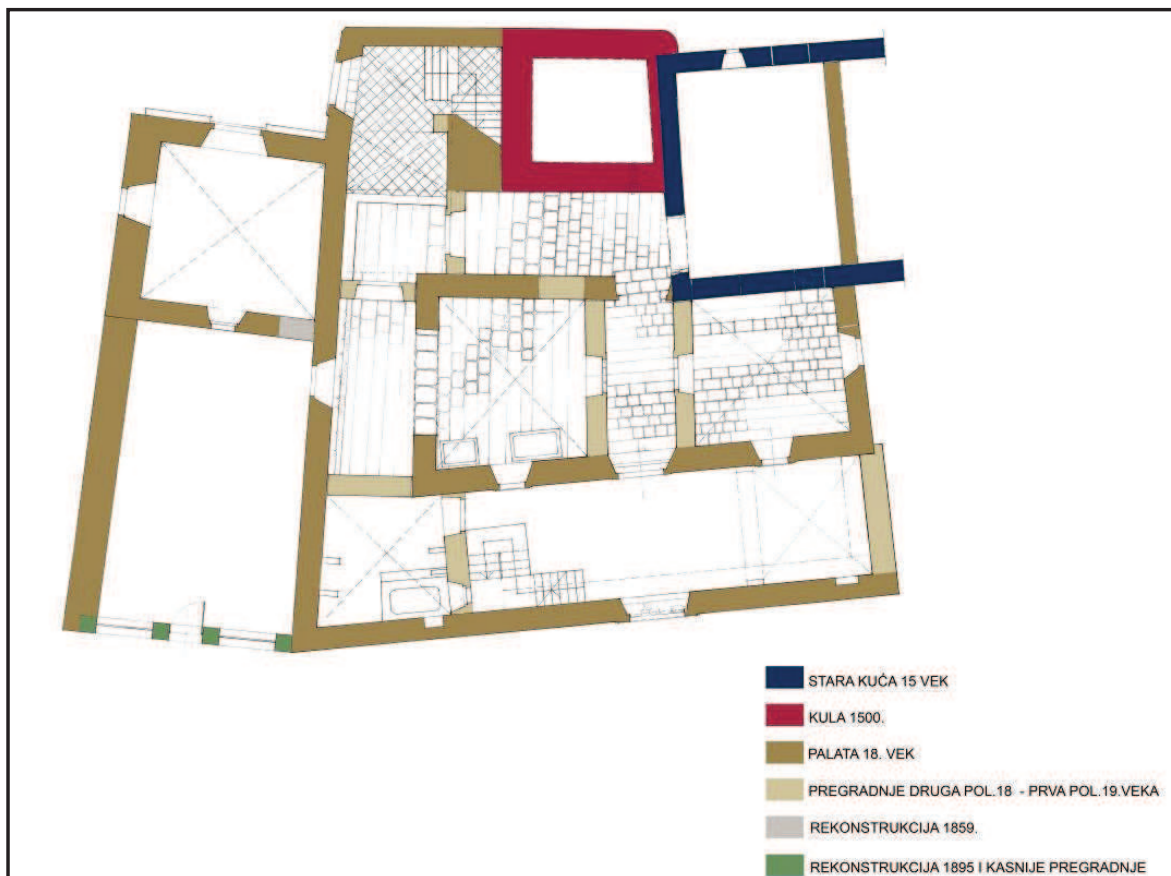 STARA KUĆA 15 VEK
KULA 1500.
PALATA 18. VEK
PREGRADNJE DRUGA POL.18 - PRVA POL.19.VEKA
REKONSTRUKCIJA 1859.
REKONSTRUKCIJA 1895 I KASNIJE PREGRADNJE